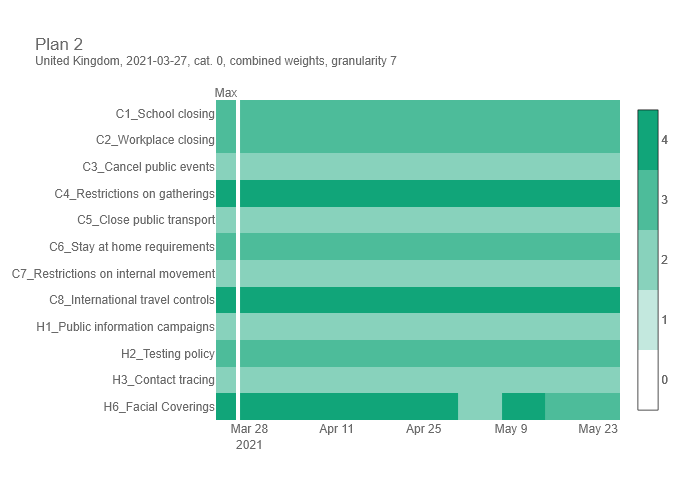 Plan 2
United Kingdom, 2021-03-27, cat. 0, combined weights, granularity 7
Max
C1_School closing
C2_Workplace closing
C3_Cancel public events
C4_Restrictions on gatherings
C5_Close public transport
C6_Stay at home requirements
C7_Restrictions on internal movement
C8_International travel controls
H1_Public information campaigns
H2_Testing policy
H3_Contact tracing
H6_Facial Coverings
Mar 28 Apr 11 Apr 25 May 9 May 23
2021
4
3
2
1
0